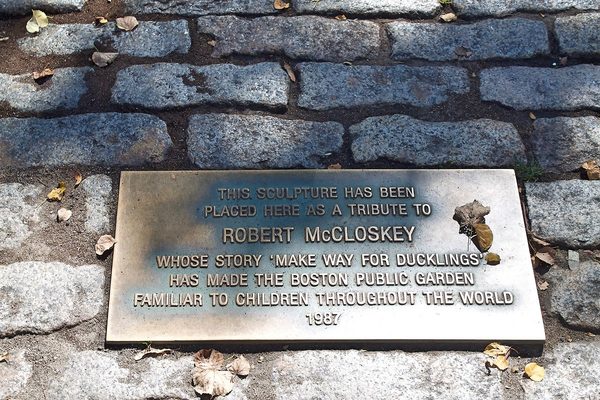 THIS SCULPTURE HAS BEEN
PLACED HERE AS A TRIBUTE TO
ROBERT McCLOSKEY
WHOSE STORY 'MAKE WAY FOR DUCKLINGS'
HAS MADE THE BOSTON PUBLIC GARDEN
FAMILIAR TO CHILDREN THROUGHOUT THE WORLD
1987